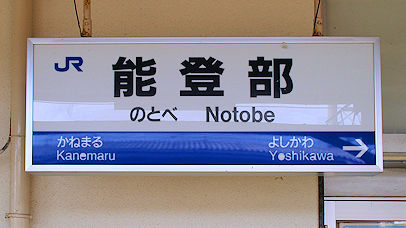 JR
能登部
のとべ Notobe
かねまる よしかわ
Kanemaru Yoshikawa